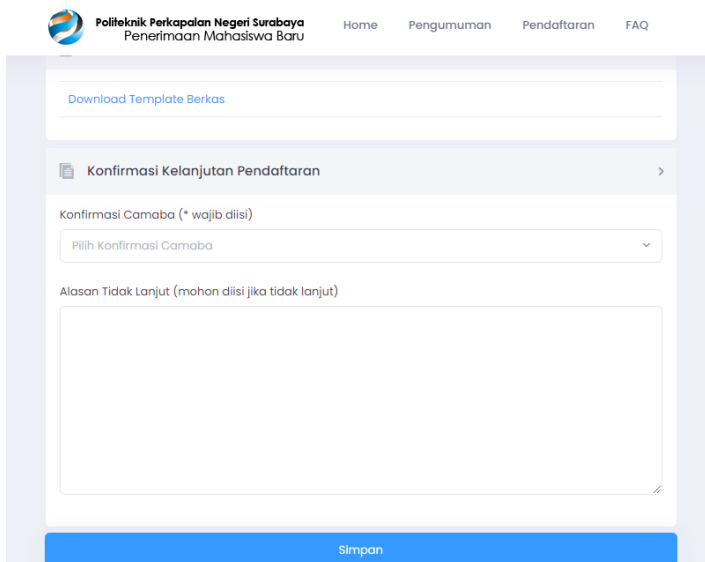 Politeknik Perkapalan Negeri Surabaya
Penerimaan Mahasiswa Baru
Home Pengumuman Pendaftaran FAQ
Download Template Berkas
Konfirmasi Kelanjutan Pendaftaran
Konfirmasi Camaba (* wajib diisi)
Pilih Konfirmasi Camaba
Alasan Tidak Lanjut (mohon diisi jika tidak lanjut)
Simpan